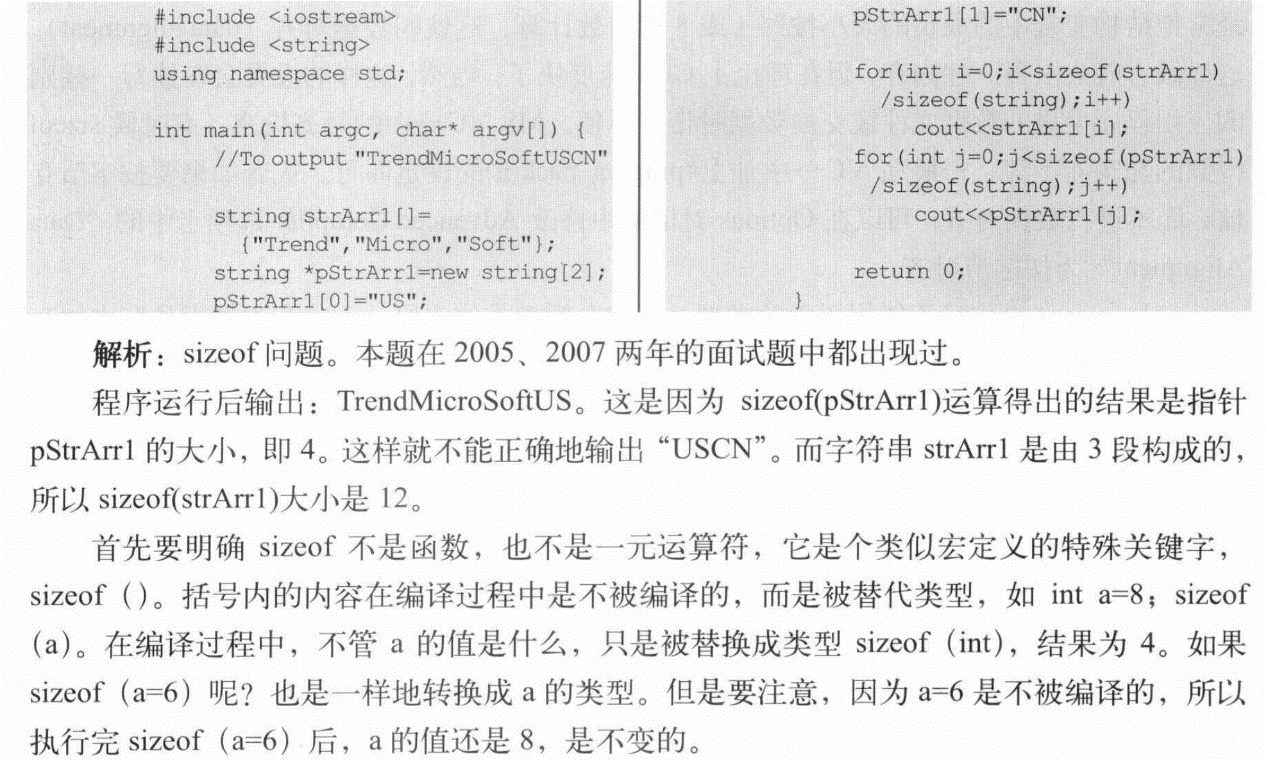 #include <iostream>
#include <string>
using namespace std;
int main(int argc, char* argv[]) {
//To output "TrendMicroSoftUSCN"
string strArr1[]=
{"Trend","Micro","Soft"};
string *pStrArr1=new string[2];
pStrArr1[0]="US";
pStrArr1[1]="CN";
for(int i=0;i<sizeof(strArr1)
/sizeof(string);i++)
cout<<strArr1[i];
for(int j=0;j<sizeof(pStrArr1)
/sizeof(string);j++)
cout<<pStrArr1[j];
return 0;
}
解析：sizeof 问题。本题在 2005、2007 两年的面试题中都出现过。
程序运行后输出：TrendMicroSoftUS。这是因为 sizeof(pStrArr1)运算得出的结果是指针
pStrArr1 的大小，即 4。这样就不能正确地输出“USCN”。而字符串 strArr1 是由 3 段构成的，
所以 sizeof(strArr1)大小是 12。
首先要明确 sizeof 不是函数，也不是一元运算符，它是个类似宏定义的特殊关键字，
sizeof（）。括号内的内容在编译过程中是不被编译的，而是被替代类型，如 int a=8；sizeof
（a）。在编译过程中，不管 a 的值是什么，只是被替换成类型 sizeof（int），结果为 4。如果
sizeof（a=6）呢？也是一样地转换成 a 的类型。但是要注意，因为 a=6 是不被编译的，所以
执行完 sizeof（a=6）后，a 的值还是 8，是不变的。